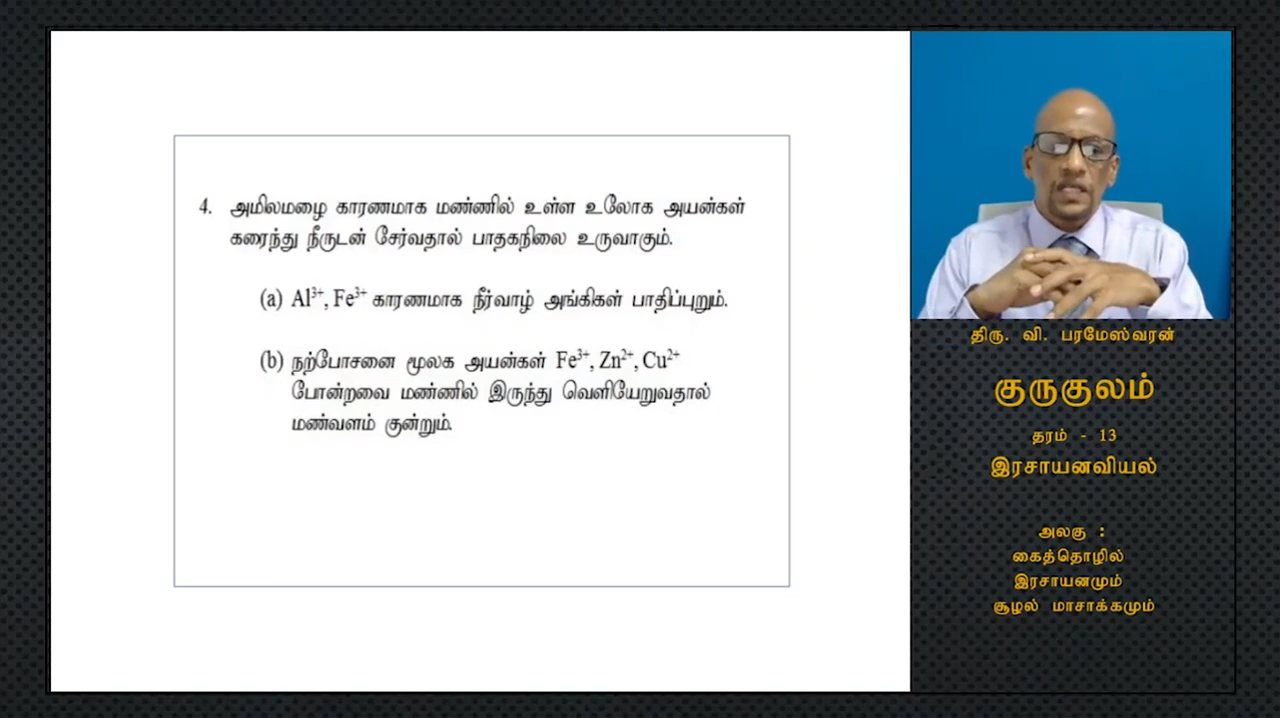 4. அமிலமழை காரணமாக மண்ணில் உள்ள உலோக அயன்கள்
கரைந்து நீருடன் சேர்வதால் பாதகநிலை உருவாகும்.
(a) Al³⁺, Fe³⁺ காரணமாக நீர்வாழ் அங்கிகள் பாதிப்புறும்.
(b) நற்போசனை மூலக அயன்கள் Fe³⁺, Zn²⁺, Cu²⁺
போன்றவை மண்ணில் இருந்து வெளியேறுவதால்
மண்வளம் குன்றும்.
திரு. வி. பரமேஸ்வரன்
குருகுலம்
தரம் - 13
இரசாயனவியல்
அலகு :
கைத்தொழில்
இரசாயனமும்
சூழல் மாசாக்கமும்